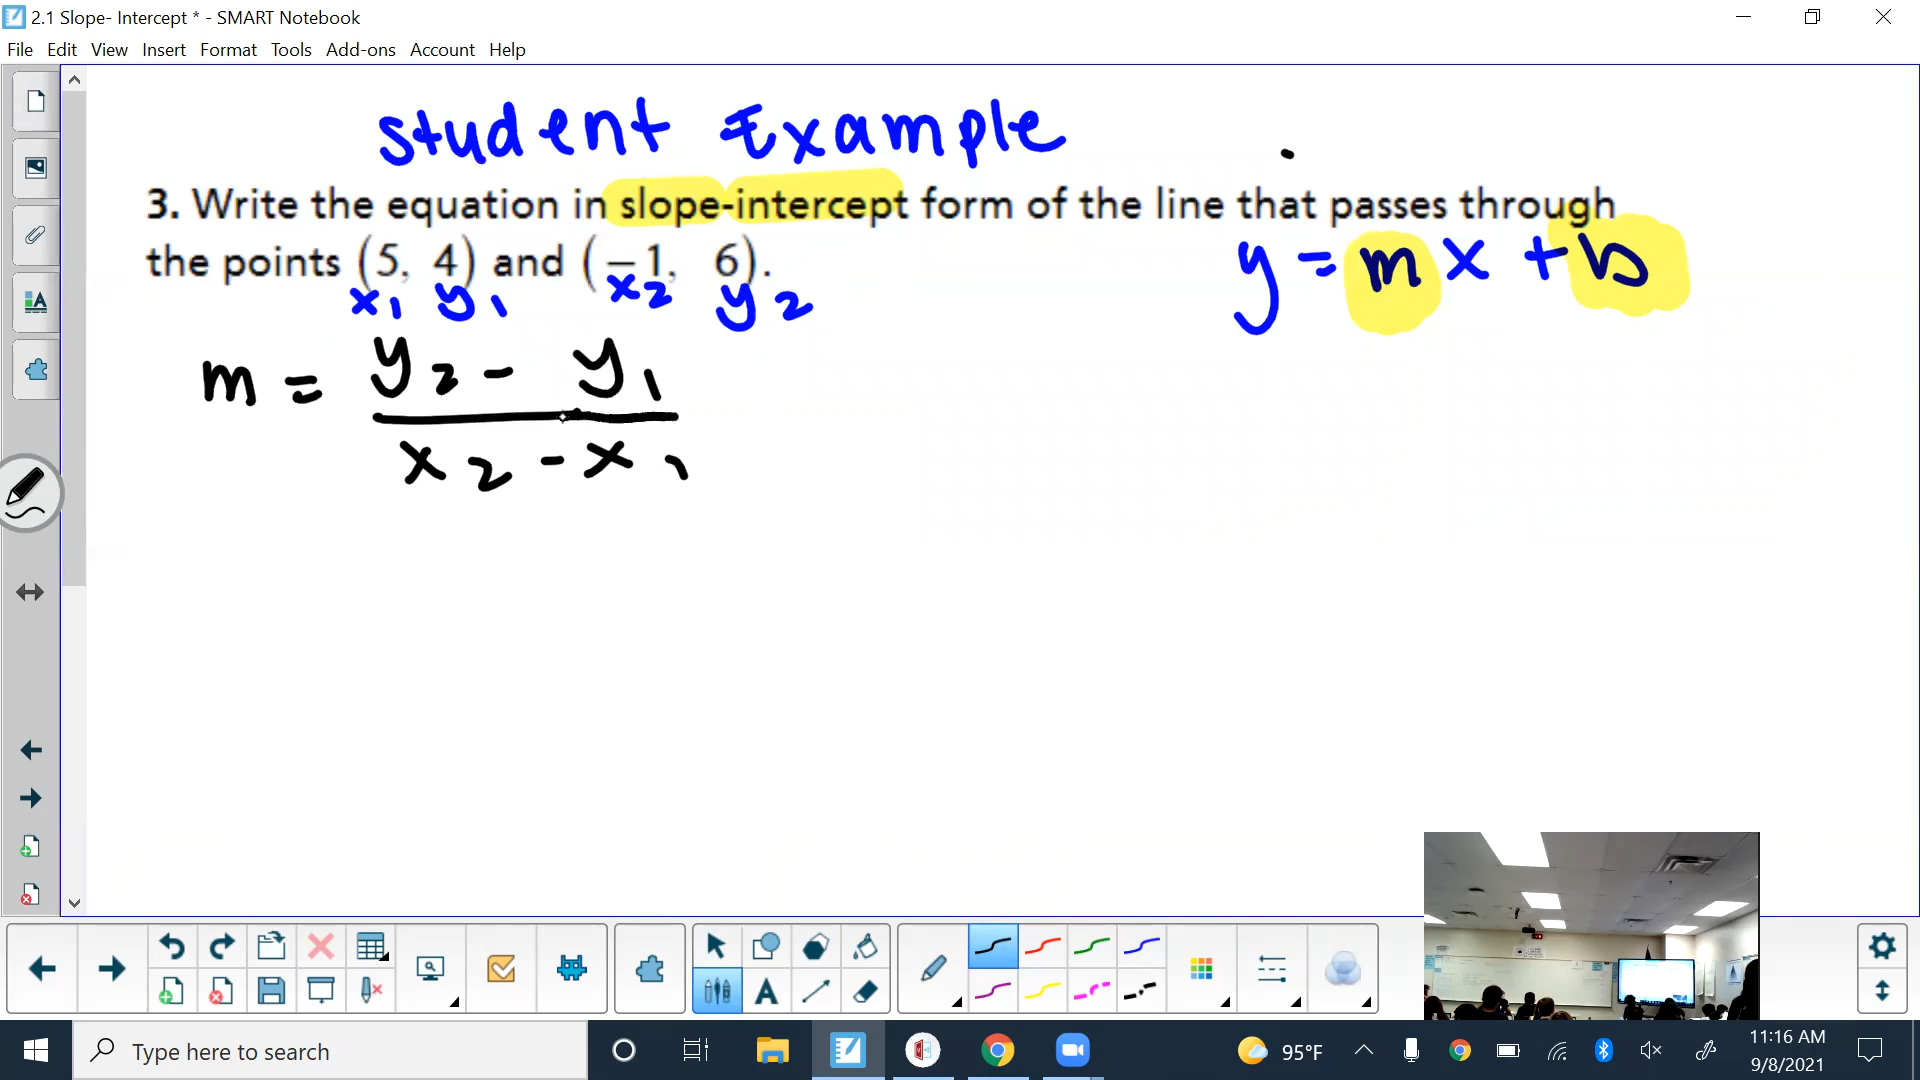 2.1 Slope- Intercept * - SMART Notebook
File Edit View Insert Format Tools Add-ons Account Help
Student Example
3. Write the equation in slope-intercept form of the line that passes through
the points (5, 4) and (−1, 6).
y = mx + b
x₁ y₁ x₂ y₂
m = y₂ - y₁
x₂ - x₁
Type here to search
95°F
11:16 AM
9/8/2021